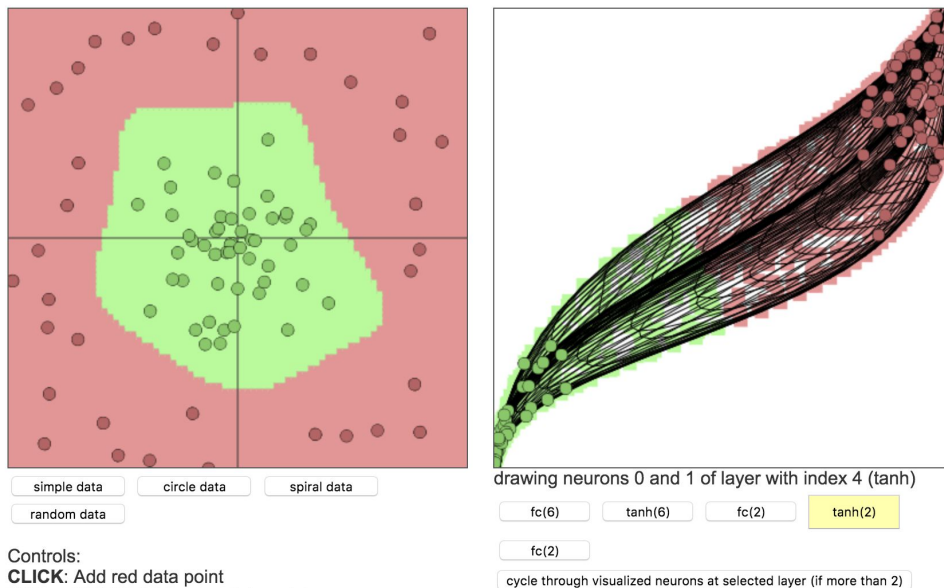 simple data
circle data
spiral data
random data
Controls:
CLICK: Add red data point
drawing neurons 0 and 1 of layer with index 4 (tanh)
fc(6)
tanh(6)
fc(2)
tanh(2)
fc(2)
cycle through visualized neurons at selected layer (if more than 2)